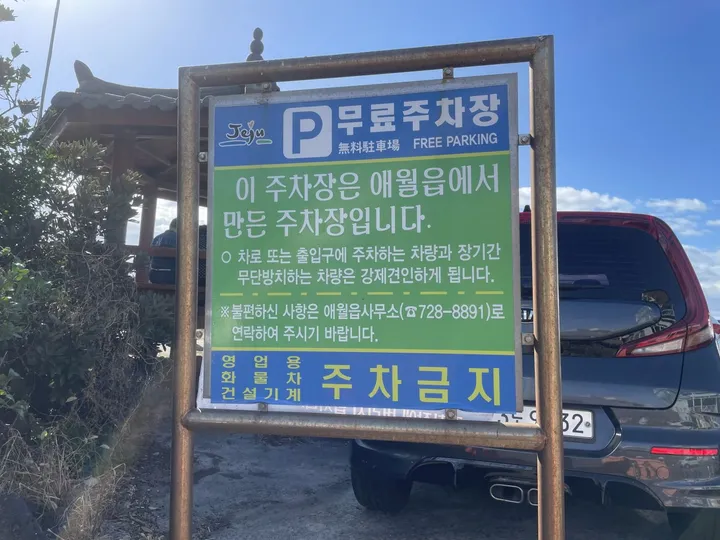 Jeju
P 무료주차장
無料駐車場 FREE PARKING
이 주차장은 애월읍에서
만든 주차장입니다.
○ 차로 또는 출입구에 주차하는 차량과 장기간
무단방치하는 차량은 강제견인하게 됩니다.
※불편하신 사항은 애월읍사무소(☎728-8891)로
연락하여 주시기 바랍니다.
영업용
화물차
건설기계
주차금지
32